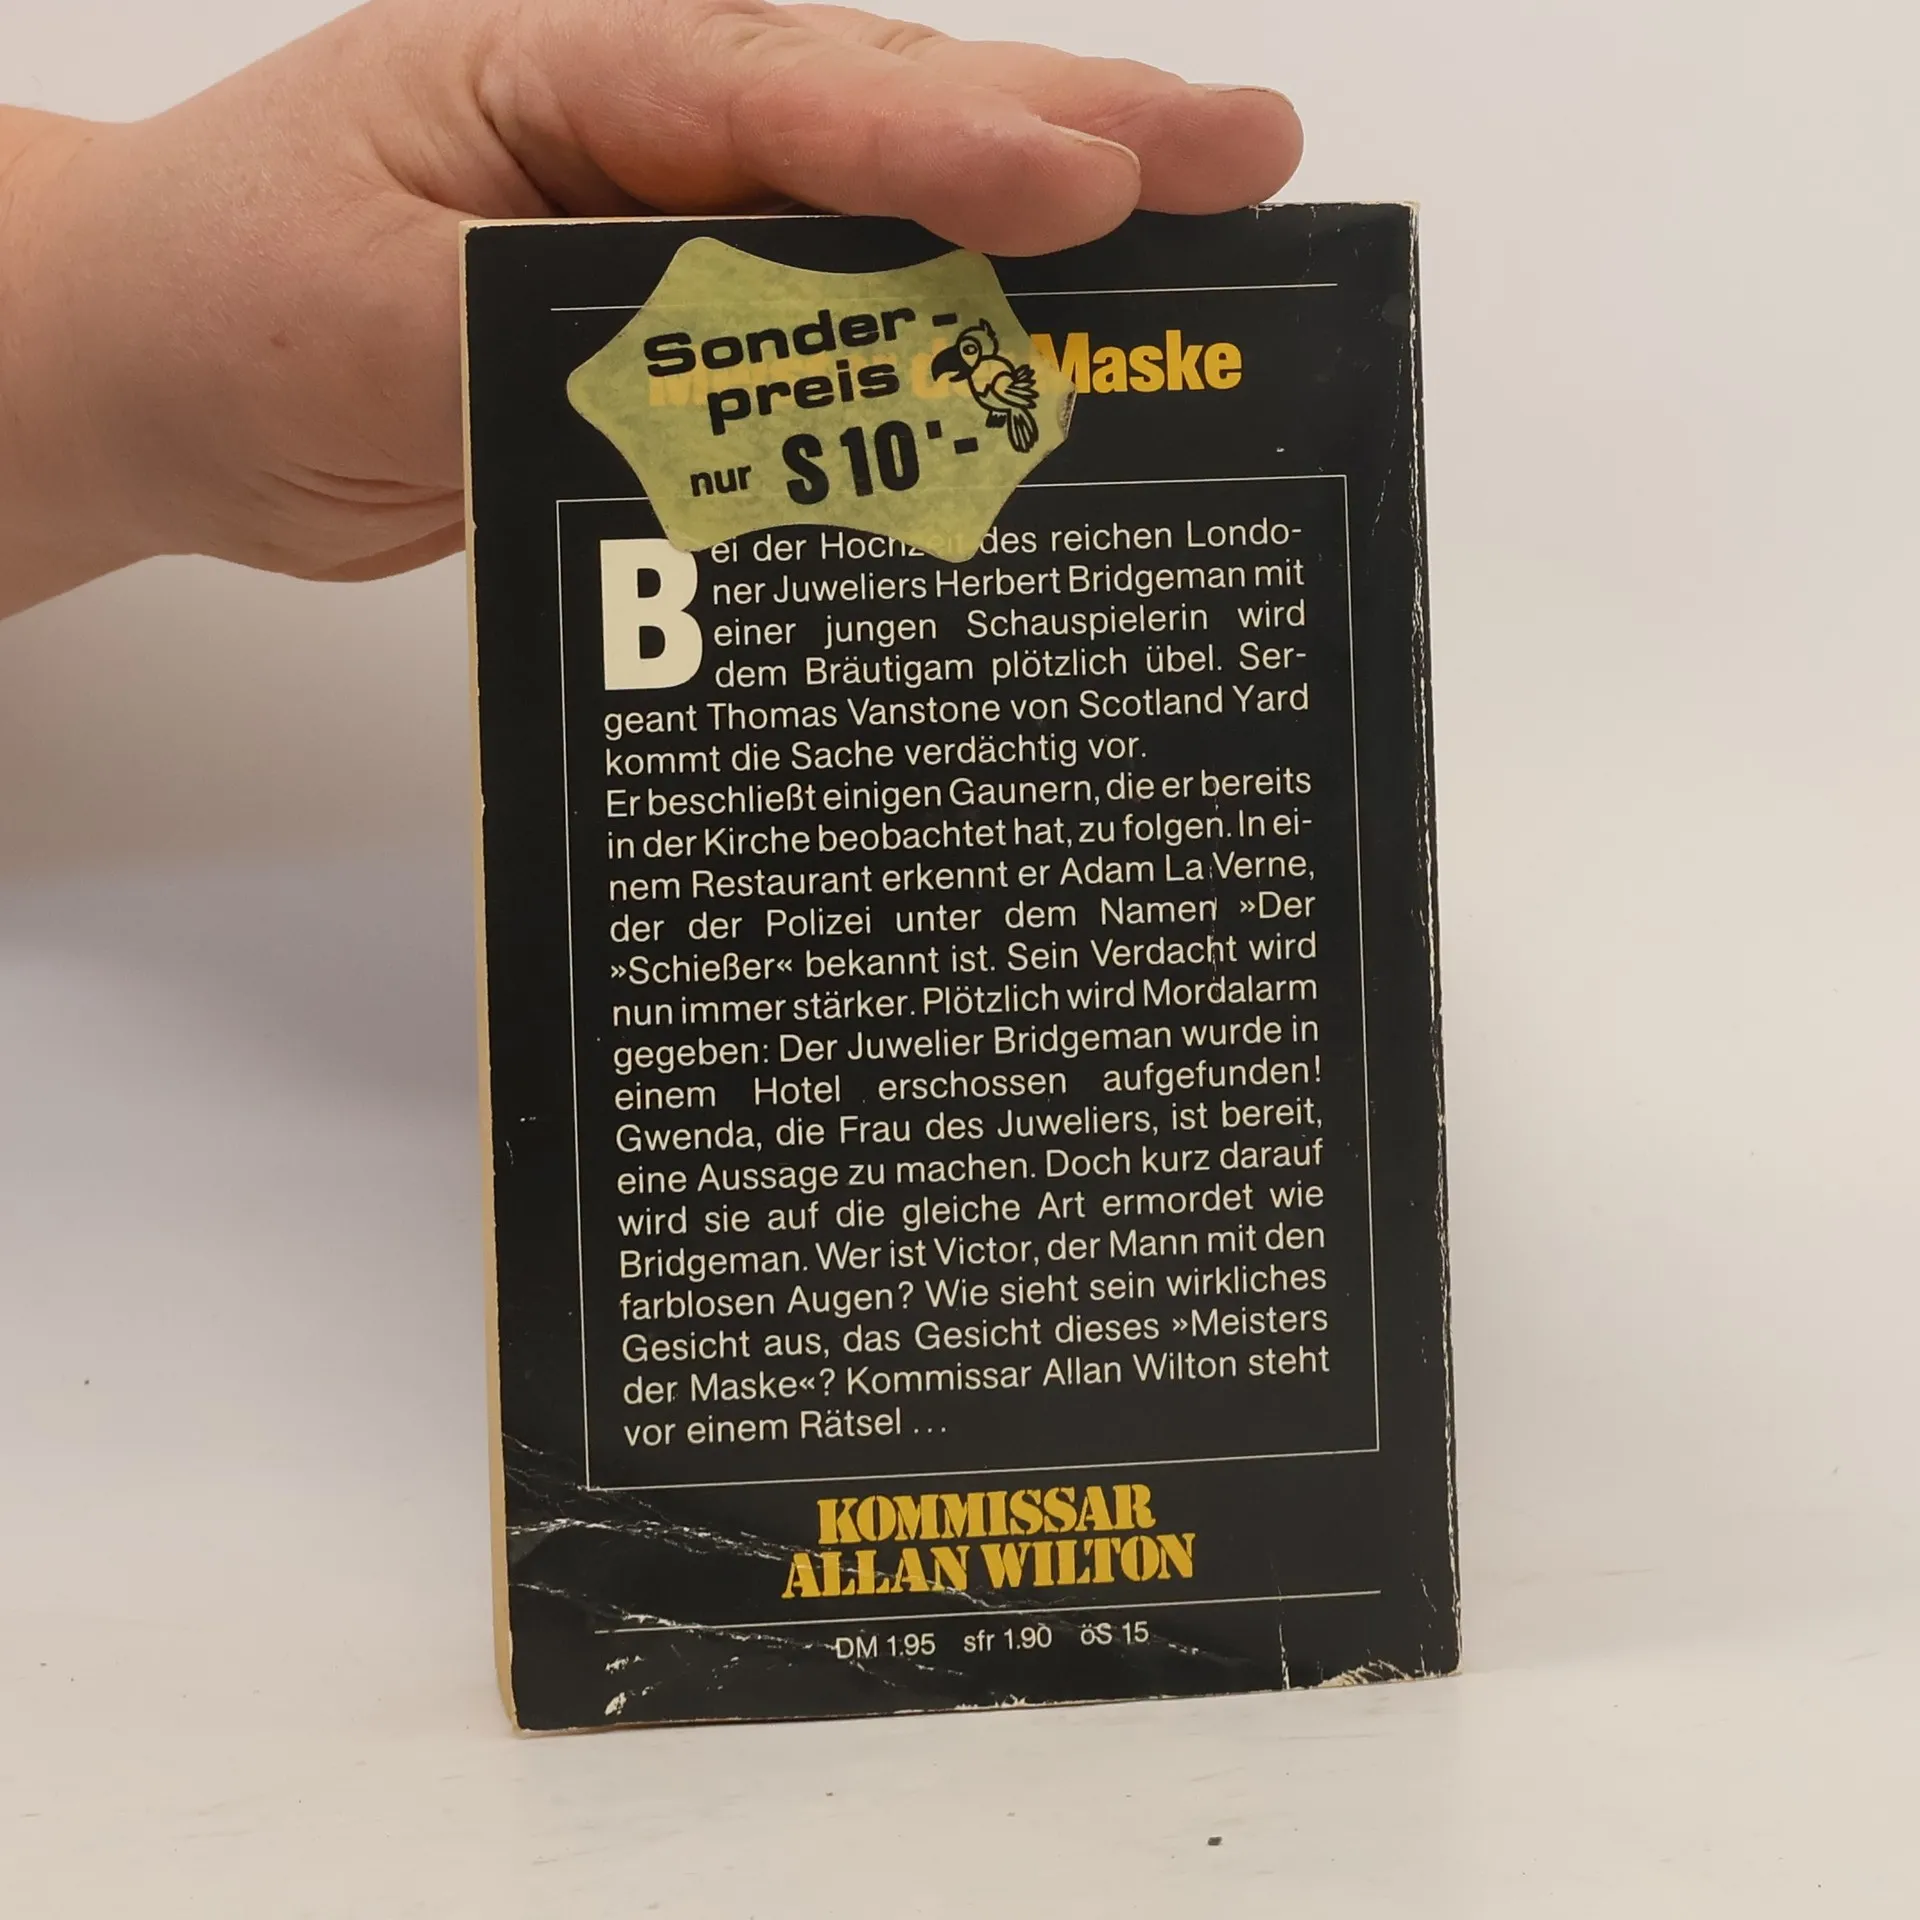 Sonder-
preis
nur S 10'-
Meister der Maske
Bei der Hochzeit des reichen Londo-
ner Juweliers Herbert Bridgeman mit
einer jungen Schauspielerin wird
dem Bräutigam plötzlich übel. Ser-
geant Thomas Vanstone von Scotland Yard
kommt die Sache verdächtig vor.
Er beschließt einigen Gaunern, die er bereits
in der Kirche beobachtet hat, zu folgen. In ei-
nem Restaurant erkennt er Adam La Verne,
der der Polizei unter dem Namen »Der
»Schießer« bekannt ist. Sein Verdacht wird
nun immer stärker. Plötzlich wird Mordalarm
gegeben: Der Juwelier Bridgeman wurde in
einem Hotel erschossen aufgefunden!
Gwenda, die Frau des Juweliers, ist bereit,
eine Aussage zu machen. Doch kurz darauf
wird sie auf die gleiche Art ermordet wie
Bridgeman. Wer ist Victor, der Mann mit den
farblosen Augen? Wie sieht sein wirkliches
Gesicht aus, das Gesicht dieses »Meisters
der Maske«? Kommissar Allan Wilton steht
vor einem Rätsel ...
KOMMISSAR
ALLAN WILTON
DM 1.95 sfr 1.90 öS 15